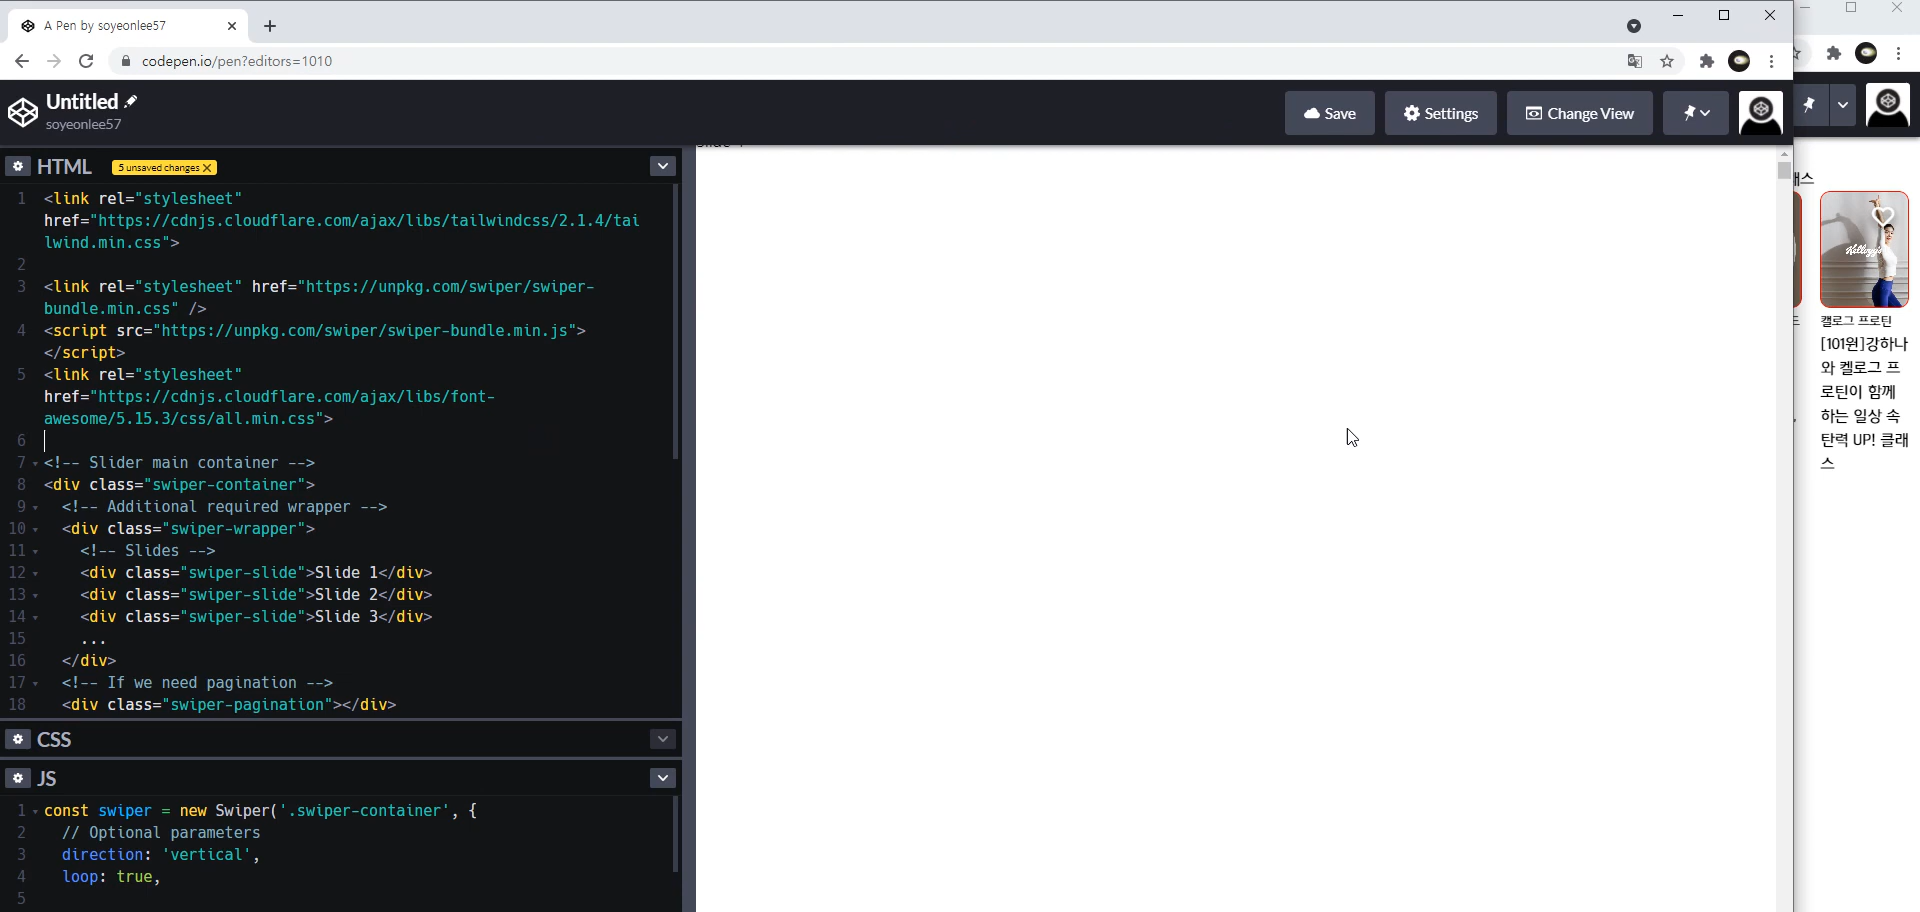 A Pen by soyeonlee57
codepen.io/pen?editors=1010
Untitled
soyeonlee57
Save
Settings
Change View
HTML
5 unsaved changes
1 <link rel="stylesheet"
href="https://cdnjs.cloudflare.com/ajax/libs/tailwindcss/2.1.4/tai
lwind.min.css">
2
3 <link rel="stylesheet" href="https://unpkg.com/swiper/swiper-
bundle.min.css" />
4 <script src="https://unpkg.com/swiper/swiper-bundle.min.js">
</script>
5 <link rel="stylesheet"
href="https://cdnjs.cloudflare.com/ajax/libs/font-
awesome/5.15.3/css/all.min.css">
6
7 <!-- Slider main container -->
8 <div class="swiper-container">
9 <!-- Additional required wrapper -->
10 <div class="swiper-wrapper">
11 <!-- Slides -->
12 <div class="swiper-slide">Slide 1</div>
13 <div class="swiper-slide">Slide 2</div>
14 <div class="swiper-slide">Slide 3</div>
15 ...
16 </div>
17 <!-- If we need pagination -->
18 <div class="swiper-pagination"></div>
CSS
JS
1 const swiper = new Swiper('.swiper-container', {
2 // Optional parameters
3 direction: 'vertical',
4 loop: true,
5
래스
Kellogg's
캘로그 프로틴
[101원]강하나
와 켈로그 프
로틴이 함께
하는 일상 속
탄력 UP! 클래
스